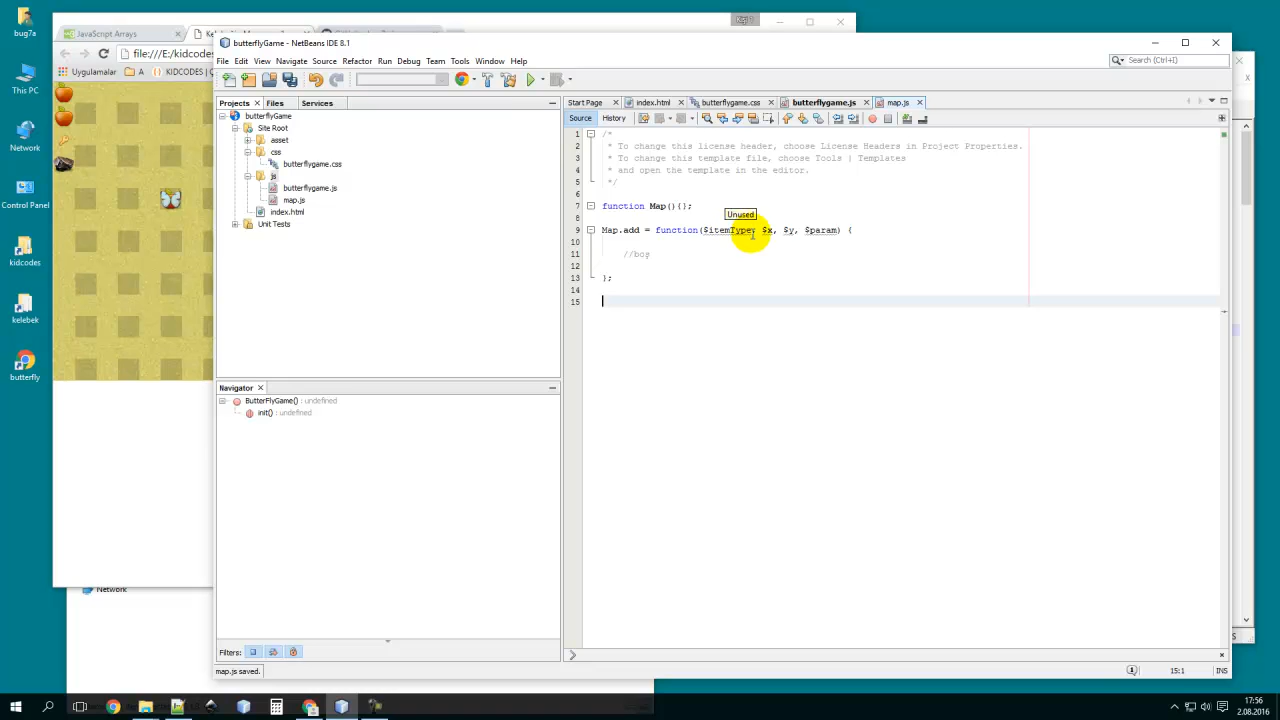 bug7a
This PC
Network
Control Panel
kelebek
butterfly
JavaScript Arrays
file:///E:/kidcodes
Uygulamalar
A
KIDCODES | Ç
Network
butterflyGame - NetBeans IDE 8.1
File Edit View Navigate Source Refactor Run Debug Team Tools Window Help
Search (Ctrl+I)
Projects Files Services
butterflyGame
Site Root
asset
css
butterflygame.css
js
butterflygame.js
map.js
index.html
Unit Tests
Navigator
ButterFlyGame() : undefined
init() : undefined
Filters:
map.js saved.
Start Page index.html butterflygame.css butterflygame.js map.js
Source History
1 /*
2 * To change this license header, choose License Headers in Project Properties.
3 * To change this template file, choose Tools | Templates
4 * and open the template in the editor.
5 */
6
7 function Map(){};
8
Unused
9 Map.add = function($itemType, $x, $y, $param) {
10
11 //boş
12
13 };
14
15
15:1 INS
17:56
2.08.2016